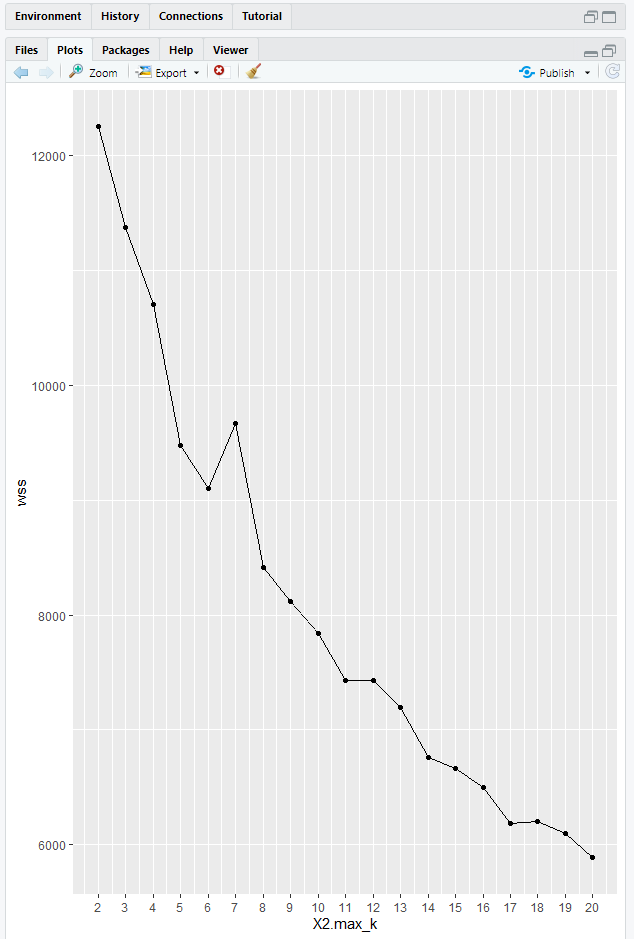 Environment History Connections Tutorial
Files Plots Packages Help Viewer
Zoom Export Publish
12000
10000
8000
6000
wss
2 3 4 5 6 7 8 9 10 11 12 13 14 15 16 17 18 19 20
X2.max_k